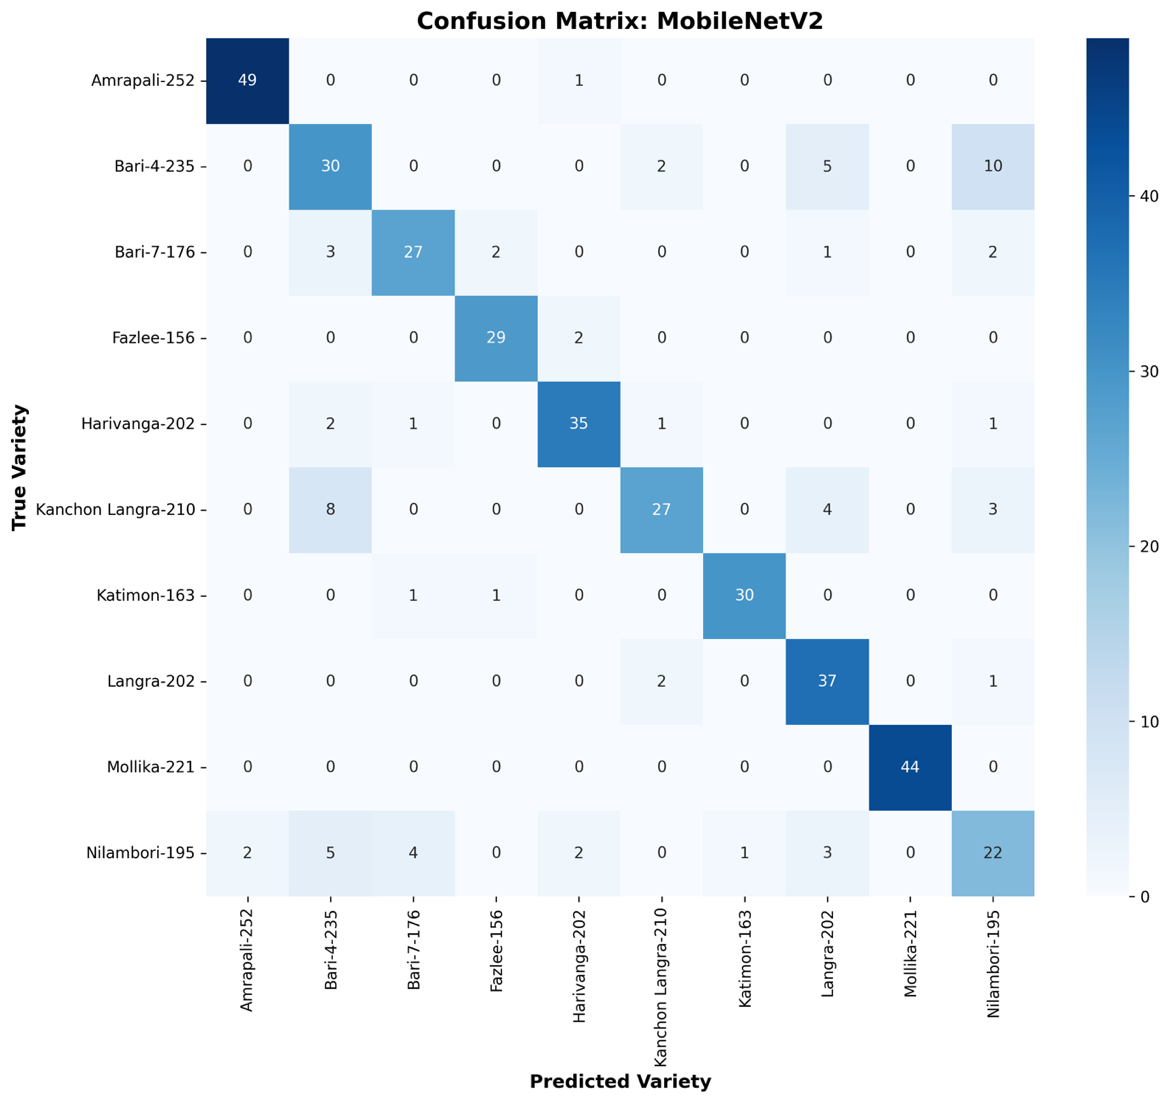 Confusion Matrix: MobileNetV2
Amrapali-252 49 0 0 0 1 0 0 0 0 0
Bari-4-235 0 30 0 0 0 2 0 5 0 10
Bari-7-176 0 3 27 2 0 0 0 1 0 2
Fazlee-156 0 0 0 29 2 0 0 0 0 0
Harivanga-202 0 2 1 0 35 1 0 0 0 1
Kanchon Langra-210 0 8 0 0 0 27 0 4 0 3
Katimon-163 0 0 1 1 0 0 30 0 0 0
Langra-202 0 0 0 0 0 2 0 37 0 1
Mollika-221 0 0 0 0 0 0 0 0 44 0
Nilambori-195 2 5 4 0 2 0 1 3 0 22
True Variety
Amrapali-252
Bari-4-235
Bari-7-176
Fazlee-156
Harivanga-202
Kanchon Langra-210
Katimon-163
Langra-202
Mollika-221
Nilambori-195
Predicted Variety
40
30
20
10
0